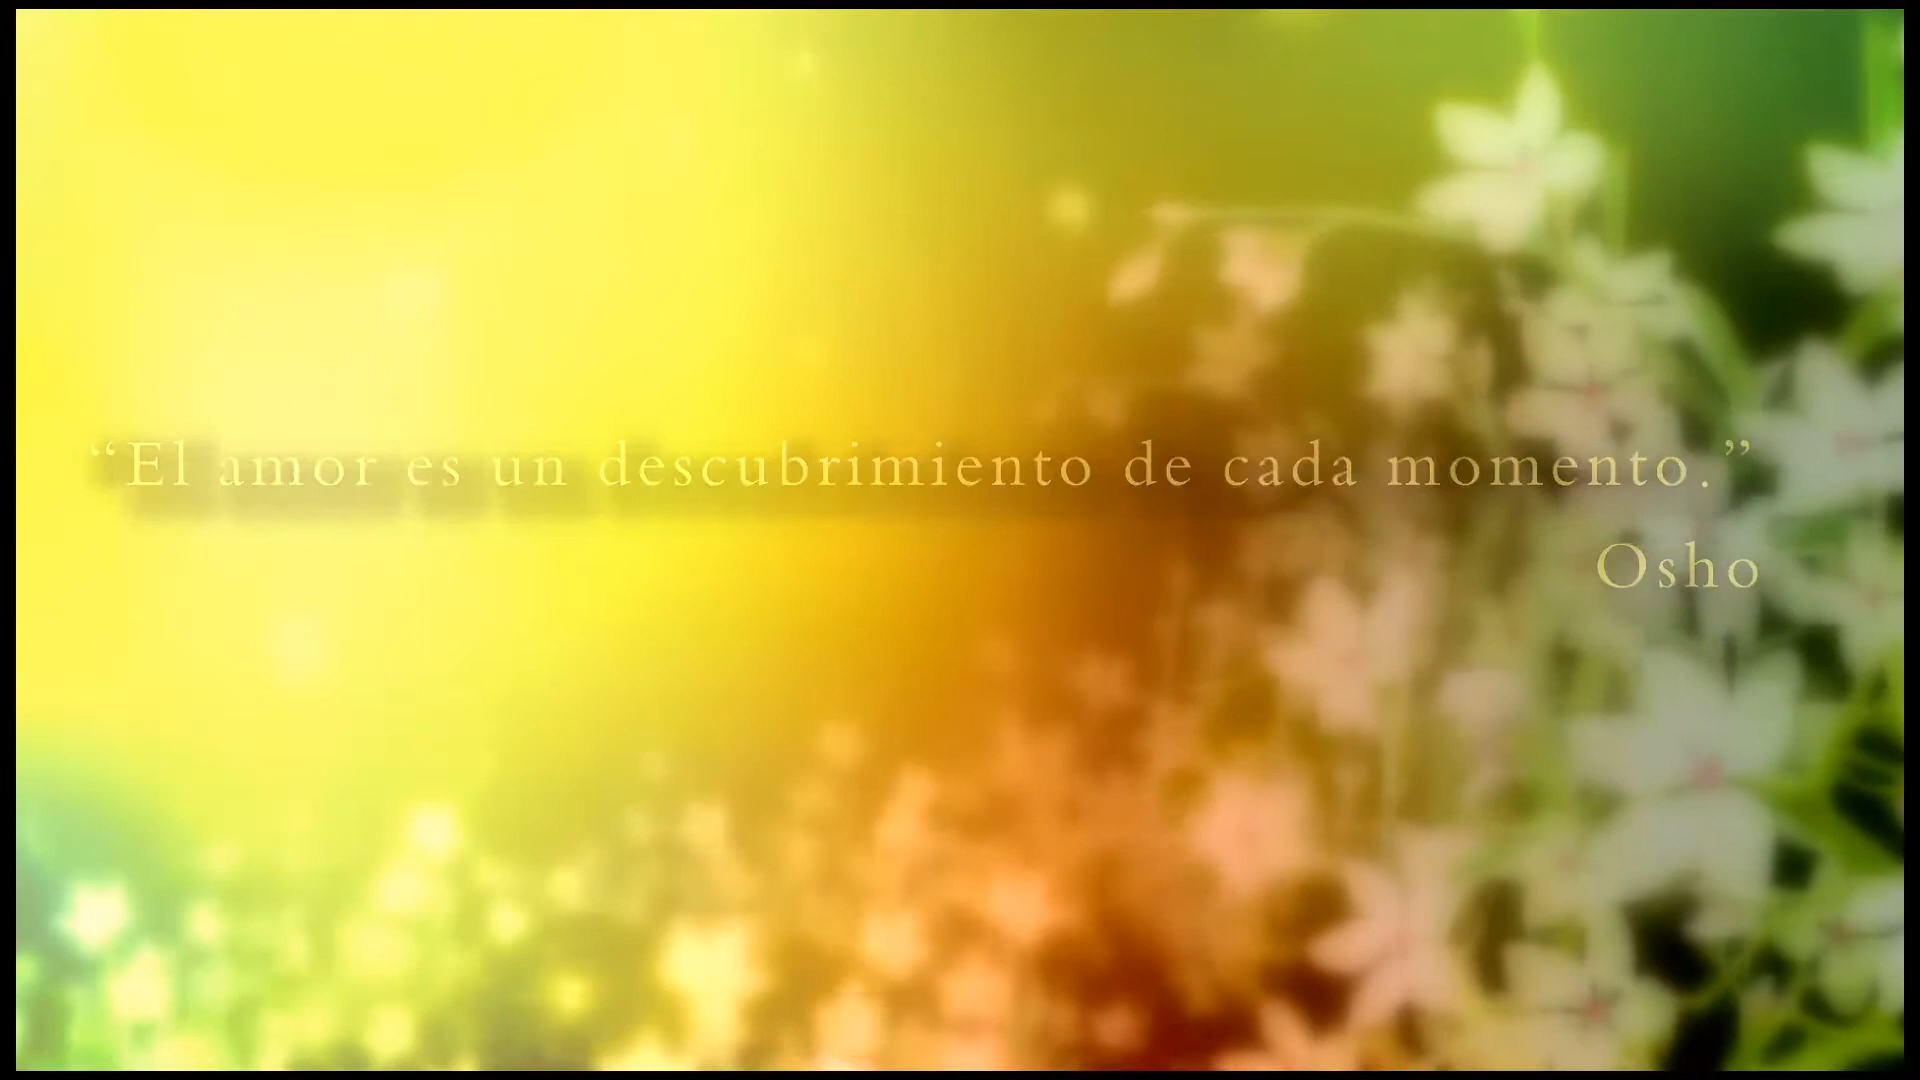 “El amor es un descubrimiento de cada momento.”
Osho